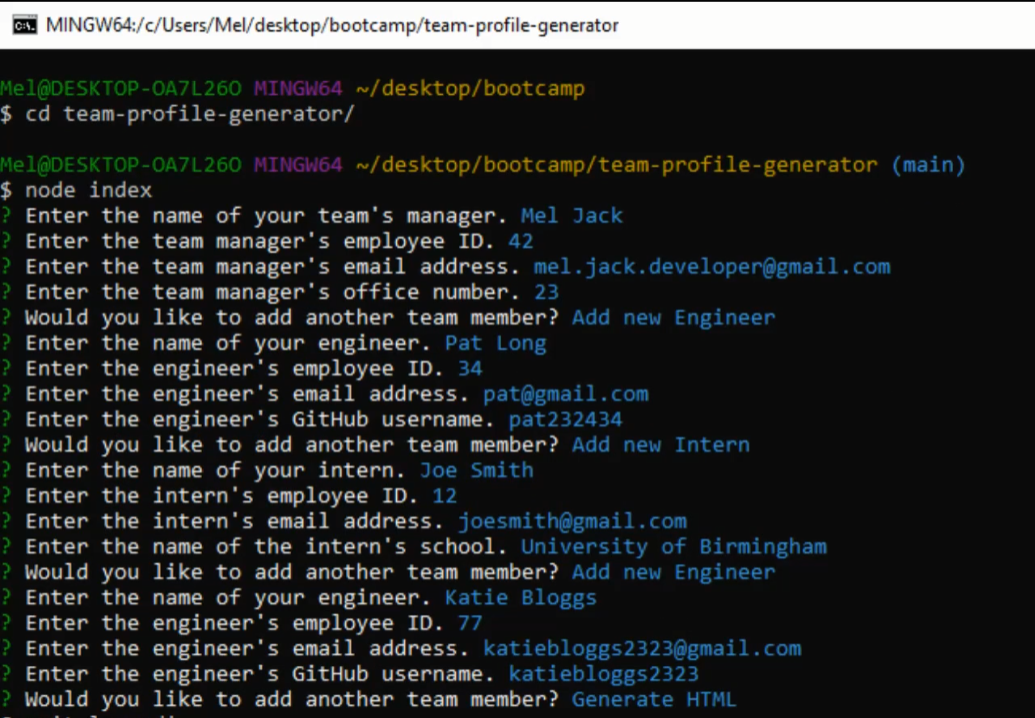 MINGW64:/c/Users/Mel/desktop/bootcamp/team-profile-generator
Mel@DESKTOP-OA7L26O MINGW64 ~/desktop/bootcamp
$ cd team-profile-generator/
Mel@DESKTOP-OA7L26O MINGW64 ~/desktop/bootcamp/team-profile-generator (main)
$ node index
? Enter the name of your team's manager. Mel Jack
? Enter the team manager's employee ID. 42
? Enter the team manager's email address. mel.jack.developer@gmail.com
? Enter the team manager's office number. 23
? Would you like to add another team member? Add new Engineer
? Enter the name of your engineer. Pat Long
? Enter the engineer's employee ID. 34
? Enter the engineer's email address. pat@gmail.com
? Enter the engineer's GitHub username. pat232434
? Would you like to add another team member? Add new Intern
? Enter the name of your intern. Joe Smith
? Enter the intern's employee ID. 12
? Enter the intern's email address. joesmith@gmail.com
? Enter the name of the intern's school. University of Birmingham
? Would you like to add another team member? Add new Engineer
? Enter the name of your engineer. Katie Bloggs
? Enter the engineer's employee ID. 77
? Enter the engineer's email address. katiebloggs2323@gmail.com
? Enter the engineer's GitHub username. katiebloggs2323
? Would you like to add another team member? Generate HTML